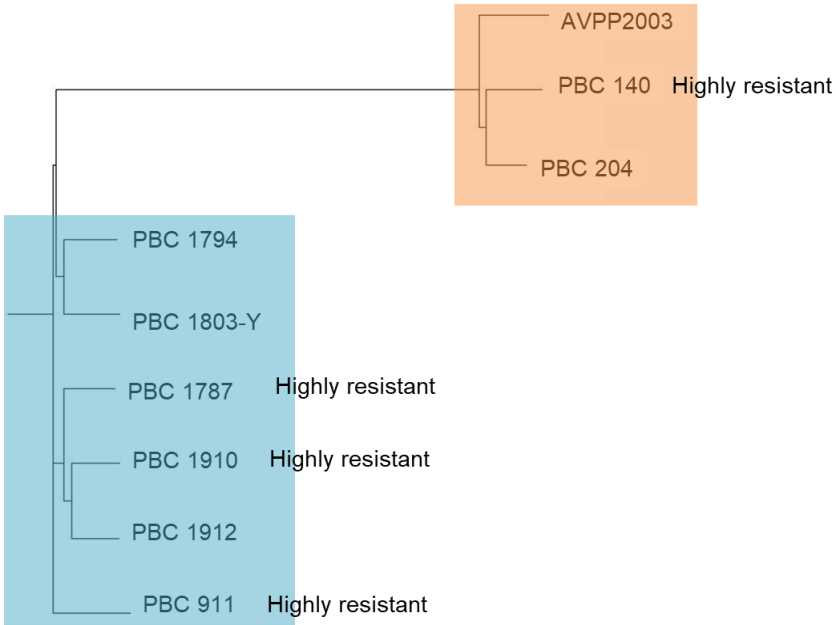 AVPP2003
PBC 140 Highly resistant
PBC 204
PBC 1794
PBC 1803-Y
PBC 1787 Highly resistant
PBC 1910 Highly resistant
PBC 1912
PBC 911 Highly resistant